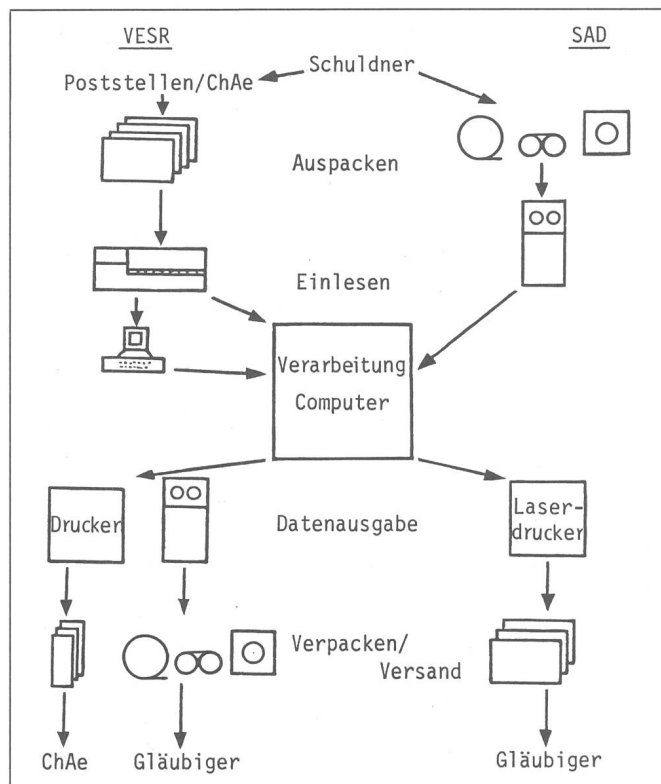 VESR
SAD
Schuldner
Poststellen/ChAe
Auspacken
Einlesen
Verarbeitung
Computer
Drucker
Datenausgabe
Laser-
drucker
Verpacken/
Versand
ChAe
Gläubiger
Gläubiger